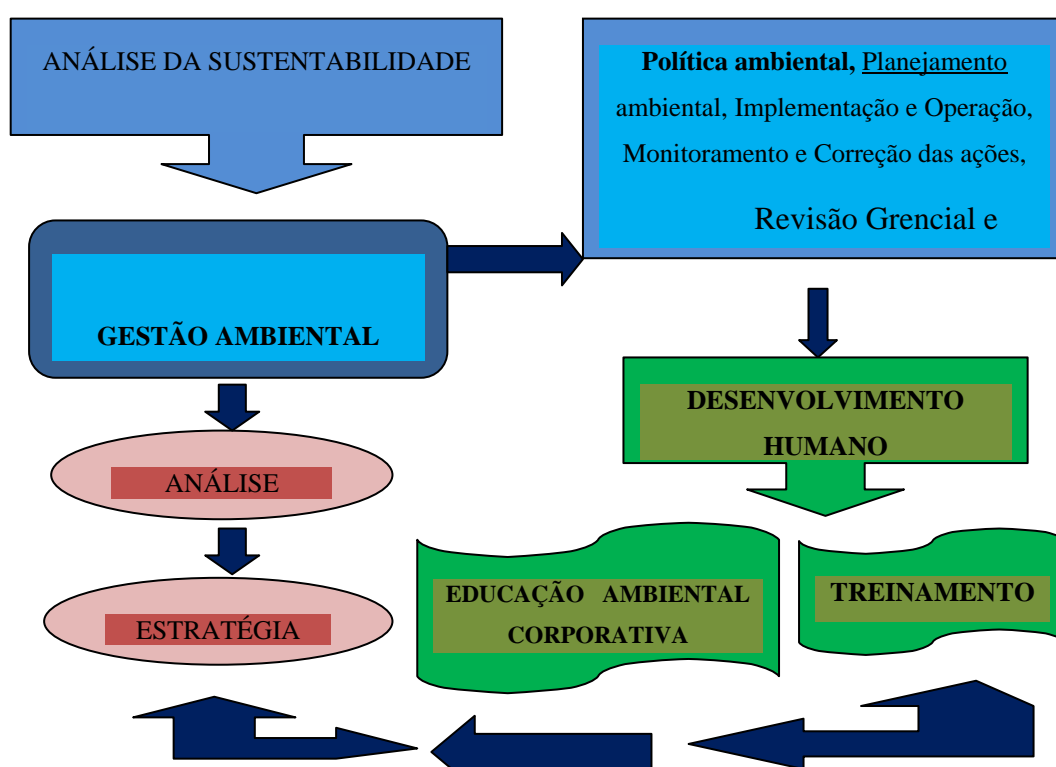 ANÁLISE DA SUSTENTABILIDADE
Política ambiental, Planejamento
ambiental, Implementação e Operação,
Monitoramento e Correção das ações,
Revisão Grencial e
GESTÃO AMBIENTAL
DESENVOLVIMENTO
HUMANO
ANÁLISE
ESTRATÉGIA
EDUCAÇÃO AMBIENTAL
CORPORATIVA
TREINAMENTO